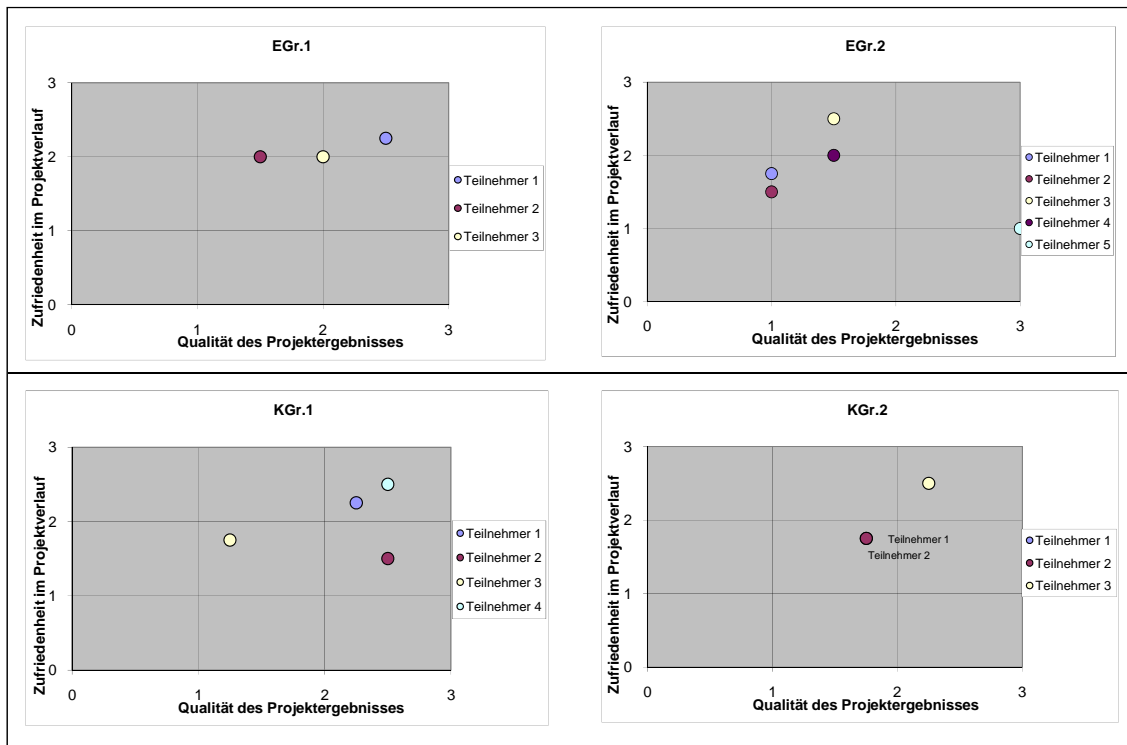 EGr.1
3
2
1
0
0
1
2
3
Zufriedenheit im Projektverlauf
Qualität des Projektergebnisses
Teilnehmer 1
Teilnehmer 2
Teilnehmer 3
EGr.2
3
2
1
0
0
1
2
3
Zufriedenheit im Projektverlauf
Qualität des Projektergebnisses
Teilnehmer 1
Teilnehmer 2
Teilnehmer 3
Teilnehmer 4
Teilnehmer 5
KGr.1
3
2
1
0
0
1
2
3
Zufriedenheit im Projektverlauf
Qualität des Projektergebnisses
Teilnehmer 1
Teilnehmer 2
Teilnehmer 3
Teilnehmer 4
KGr.2
3
2
1
0
0
1
2
3
Zufriedenheit im Projektverlauf
Qualität des Projektergebnisses
Teilnehmer 1
Teilnehmer 2
Teilnehmer 1
Teilnehmer 2
Teilnehmer 3